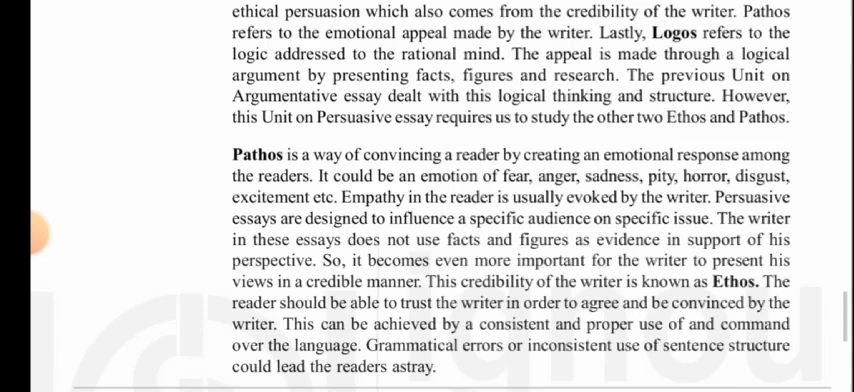 ethical persuasion which also comes from the credibility of the writer. Pathos
refers to the emotional appeal made by the writer. Lastly, Logos refers to the
logic addressed to the rational mind. The appeal is made through a logical
argument by presenting facts, figures and research. The previous Unit on
Argumentative essay dealt with this logical thinking and structure. However,
this Unit on Persuasive essay requires us to study the other two Ethos and Pathos.
Pathos is a way of convincing a reader by creating an emotional response among
the readers. It could be an emotion of fear, anger, sadness, pity, horror, disgust,
excitement etc. Empathy in the reader is usually evoked by the writer. Persuasive
essays are designed to influence a specific audience on specific issue. The writer
in these essays does not use facts and figures as evidence in support of his
perspective. So, it becomes even more important for the writer to present his
views in a credible manner. This credibility of the writer is known as Ethos. The
reader should be able to trust the writer in order to agree and be convinced by the
writer. This can be achieved by a consistent and proper use of and command
over the language. Grammatical errors or inconsistent use of sentence structure
could lead the readers astray.
ignou